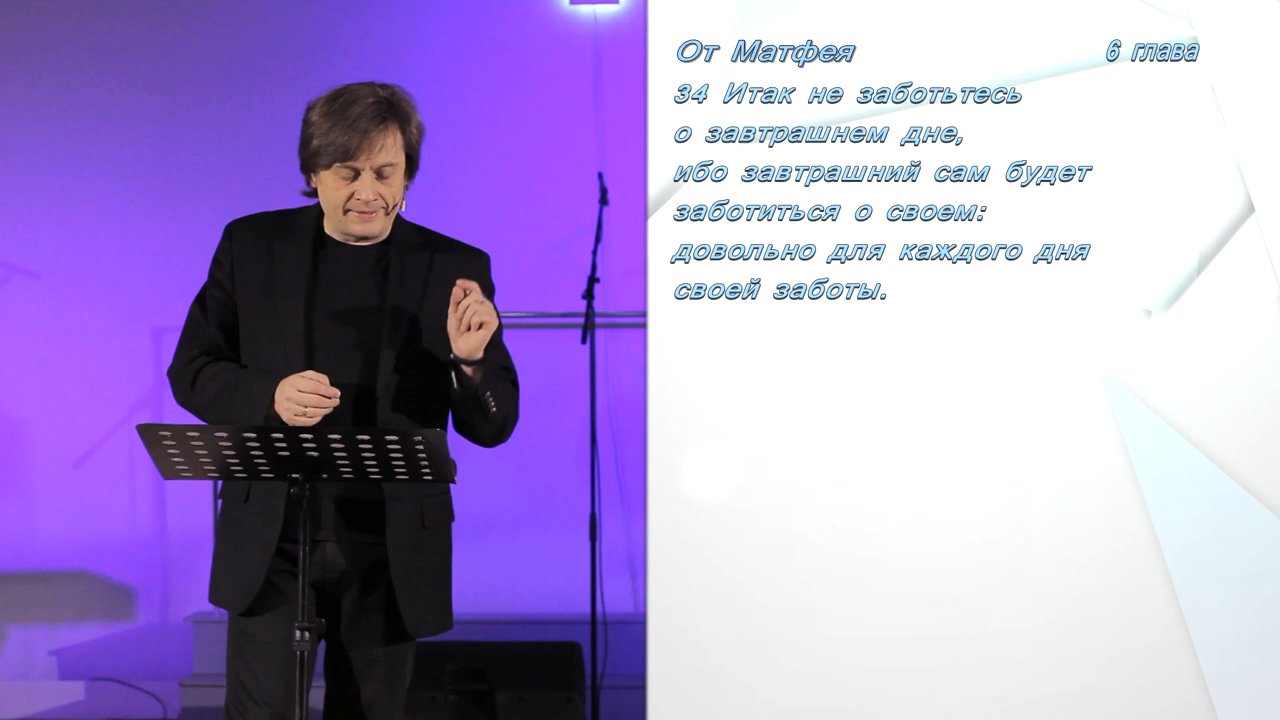 От Матфея 6 глава
34 Итак не заботьтесь
о завтрашнем дне,
ибо завтрашний сам будет
заботиться о своем:
довольно для каждого дня
своей заботы.